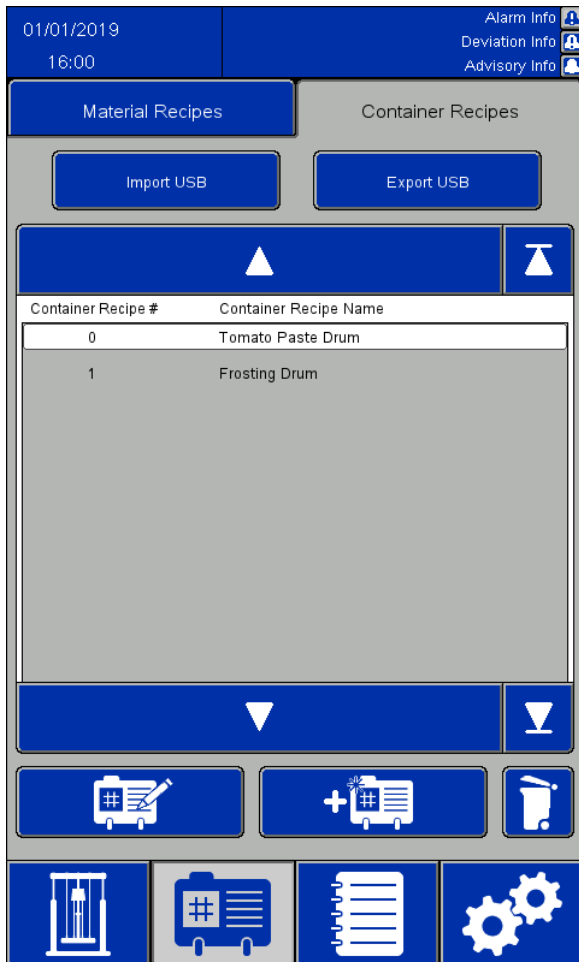 01/01/2019
16:00
Alarm Info
Deviation Info
Advisory Info
Material Recipes
Container Recipes
Import USB
Export USB
Container Recipe # Container Recipe Name
0 Tomato Paste Drum
1 Frosting Drum